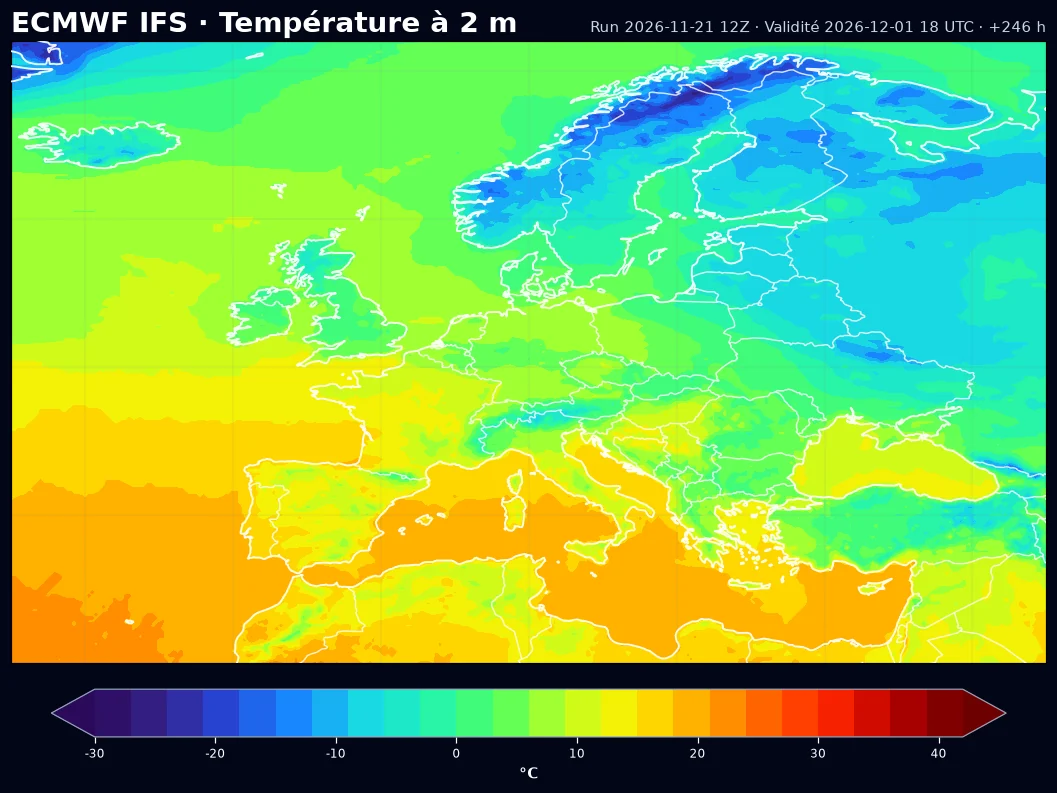 ECMWF IFS · Température à 2 m
Run 2026-11-21 12Z · Validité 2026-12-01 18 UTC · +246 h
-30 -20 -10 0 10 20 30 40
°C